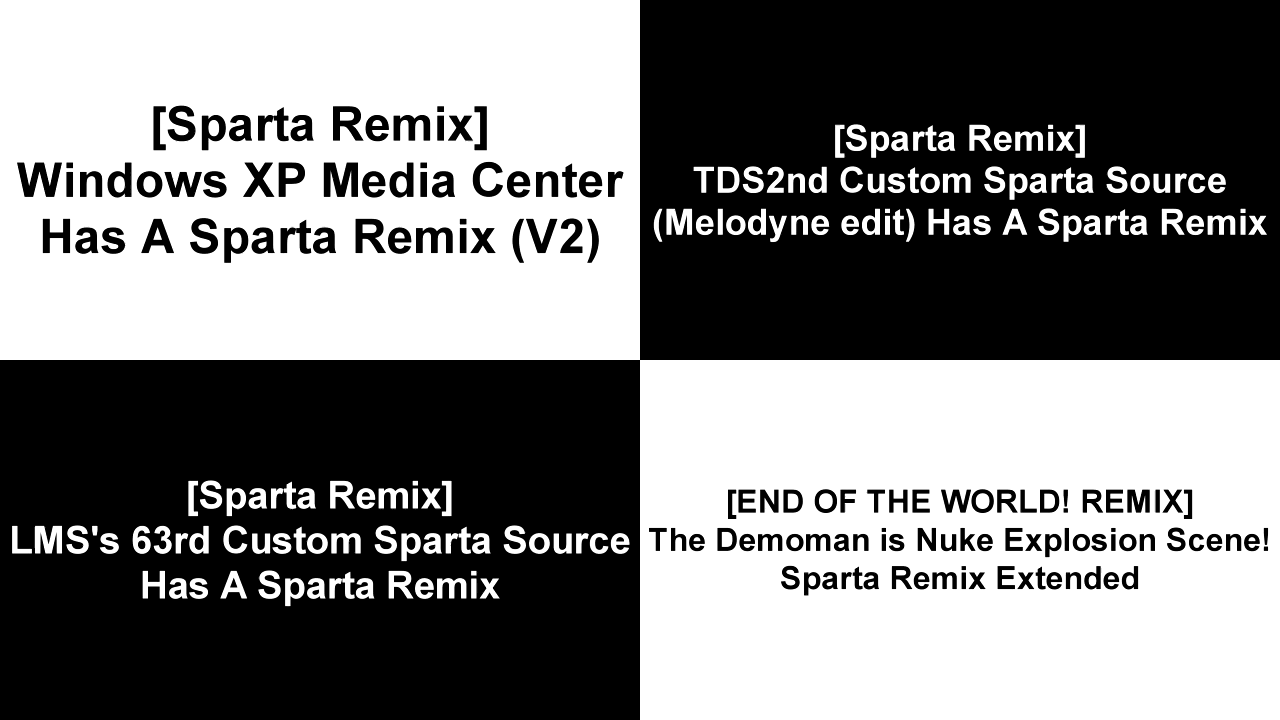 [Sparta Remix]
Windows XP Media Center
Has A Sparta Remix (V2)
[Sparta Remix]
TDS2nd Custom Sparta Source
(Melodyne edit) Has A Sparta Remix
[Sparta Remix]
LMS's 63rd Custom Sparta Source
Has A Sparta Remix
[END OF THE WORLD! REMIX]
The Demoman is Nuke Explosion Scene!
Sparta Remix Extended